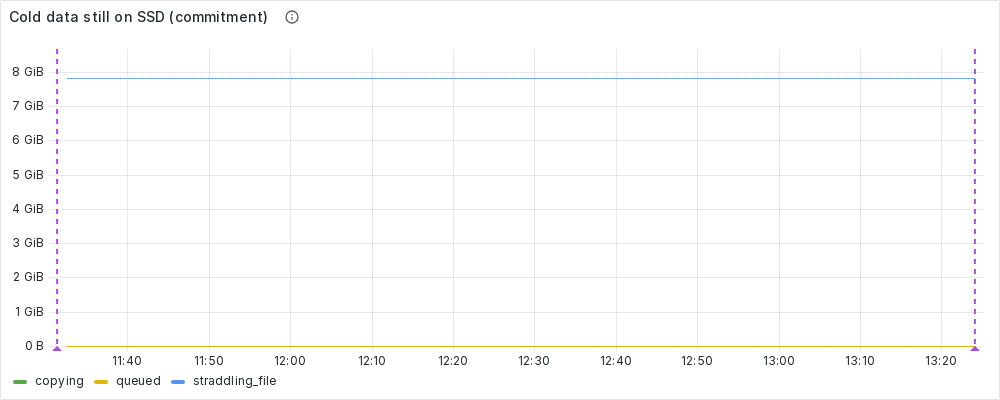 Cold data still on SSD (commitment)
8 GiB
7 GiB
6 GiB
5 GiB
4 GiB
3 GiB
2 GiB
1 GiB
0 B
11:40 11:50 12:00 12:10 12:20 12:30 12:40 12:50 13:00 13:10 13:20
copying queued straddling_file